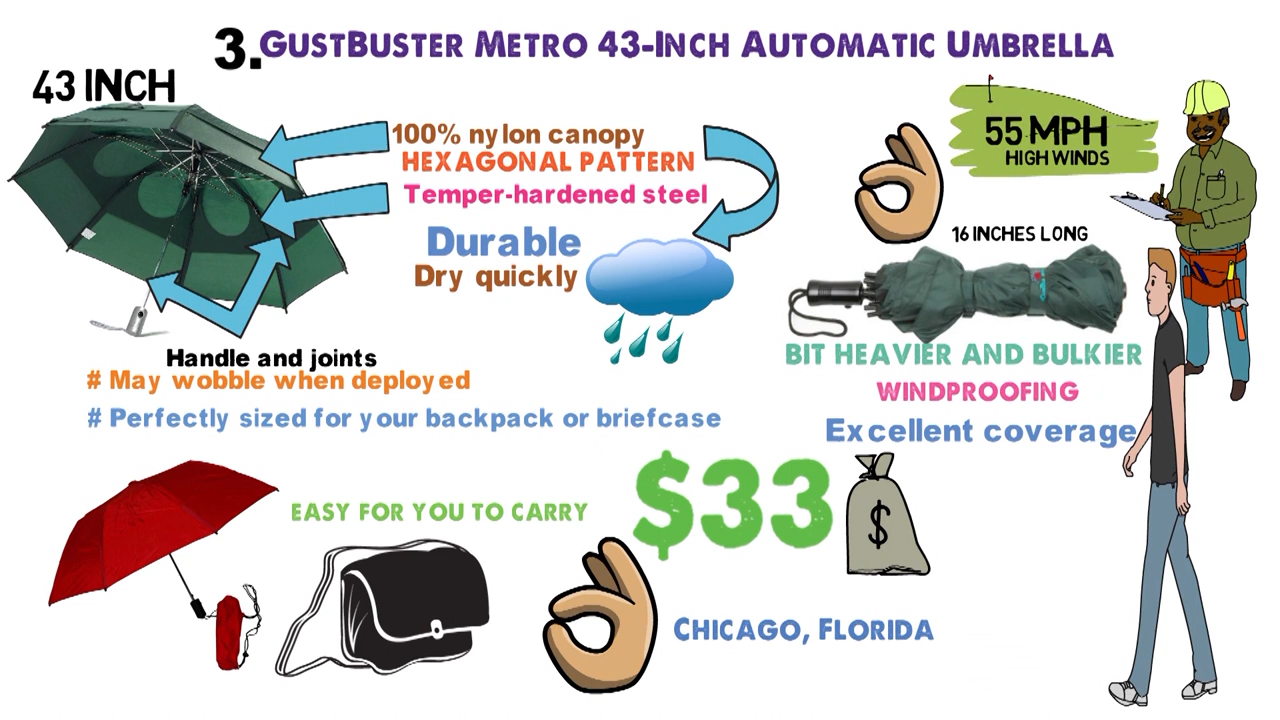 3. GUSTBUSTER METRO 43-INCH AUTOMATIC UMBRELLA
43 INCH
100% nylon canopy
HEXAGONAL PATTERN
Temper-hardened steel
Durable
Dry quickly
Handle and joints
# May wobble when deployed
# Perfectly sized for your backpack or briefcase
55 MPH
HIGH WINDS
16 INCHES LONG
BIT HEAVIER AND BULKIER
WINDPROOFING
Excellent coverage
EASY FOR YOU TO CARRY
$33
$
CHICAGO, FLORIDA